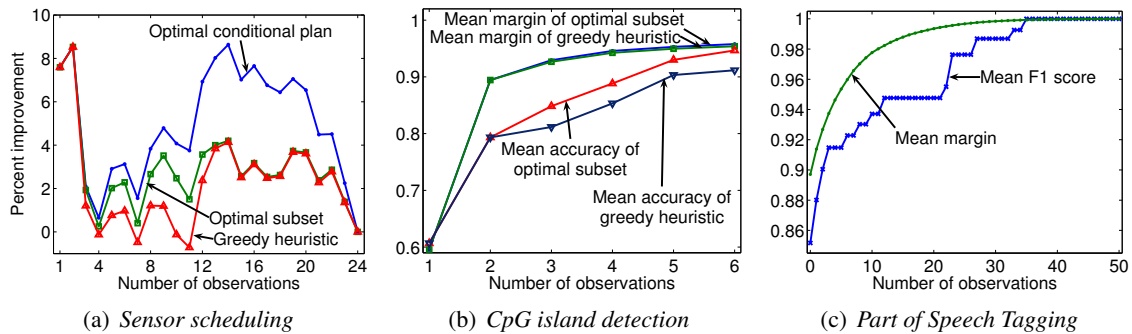 10
8
6
4
2
0
Percent improvement
Optimal conditional plan
Optimal subset
Greedy heuristic
1 4 8 12 16 20 24
Number of observations
(a) Sensor scheduling
1
0.9
0.8
0.7
0.6
Mean margin of optimal subset
Mean margin of greedy heuristic
Mean accuracy of
optimal subset
Mean accuracy of
greedy heuristic
1 2 3 4 5 6
Number of observations
(b) CpG island detection
1
0.98
0.96
0.94
0.92
0.9
0.88
0.86
Mean F1 score
Mean margin
0 10 20 30 40 50
Number of observations
(c) Part of Speech Tagging